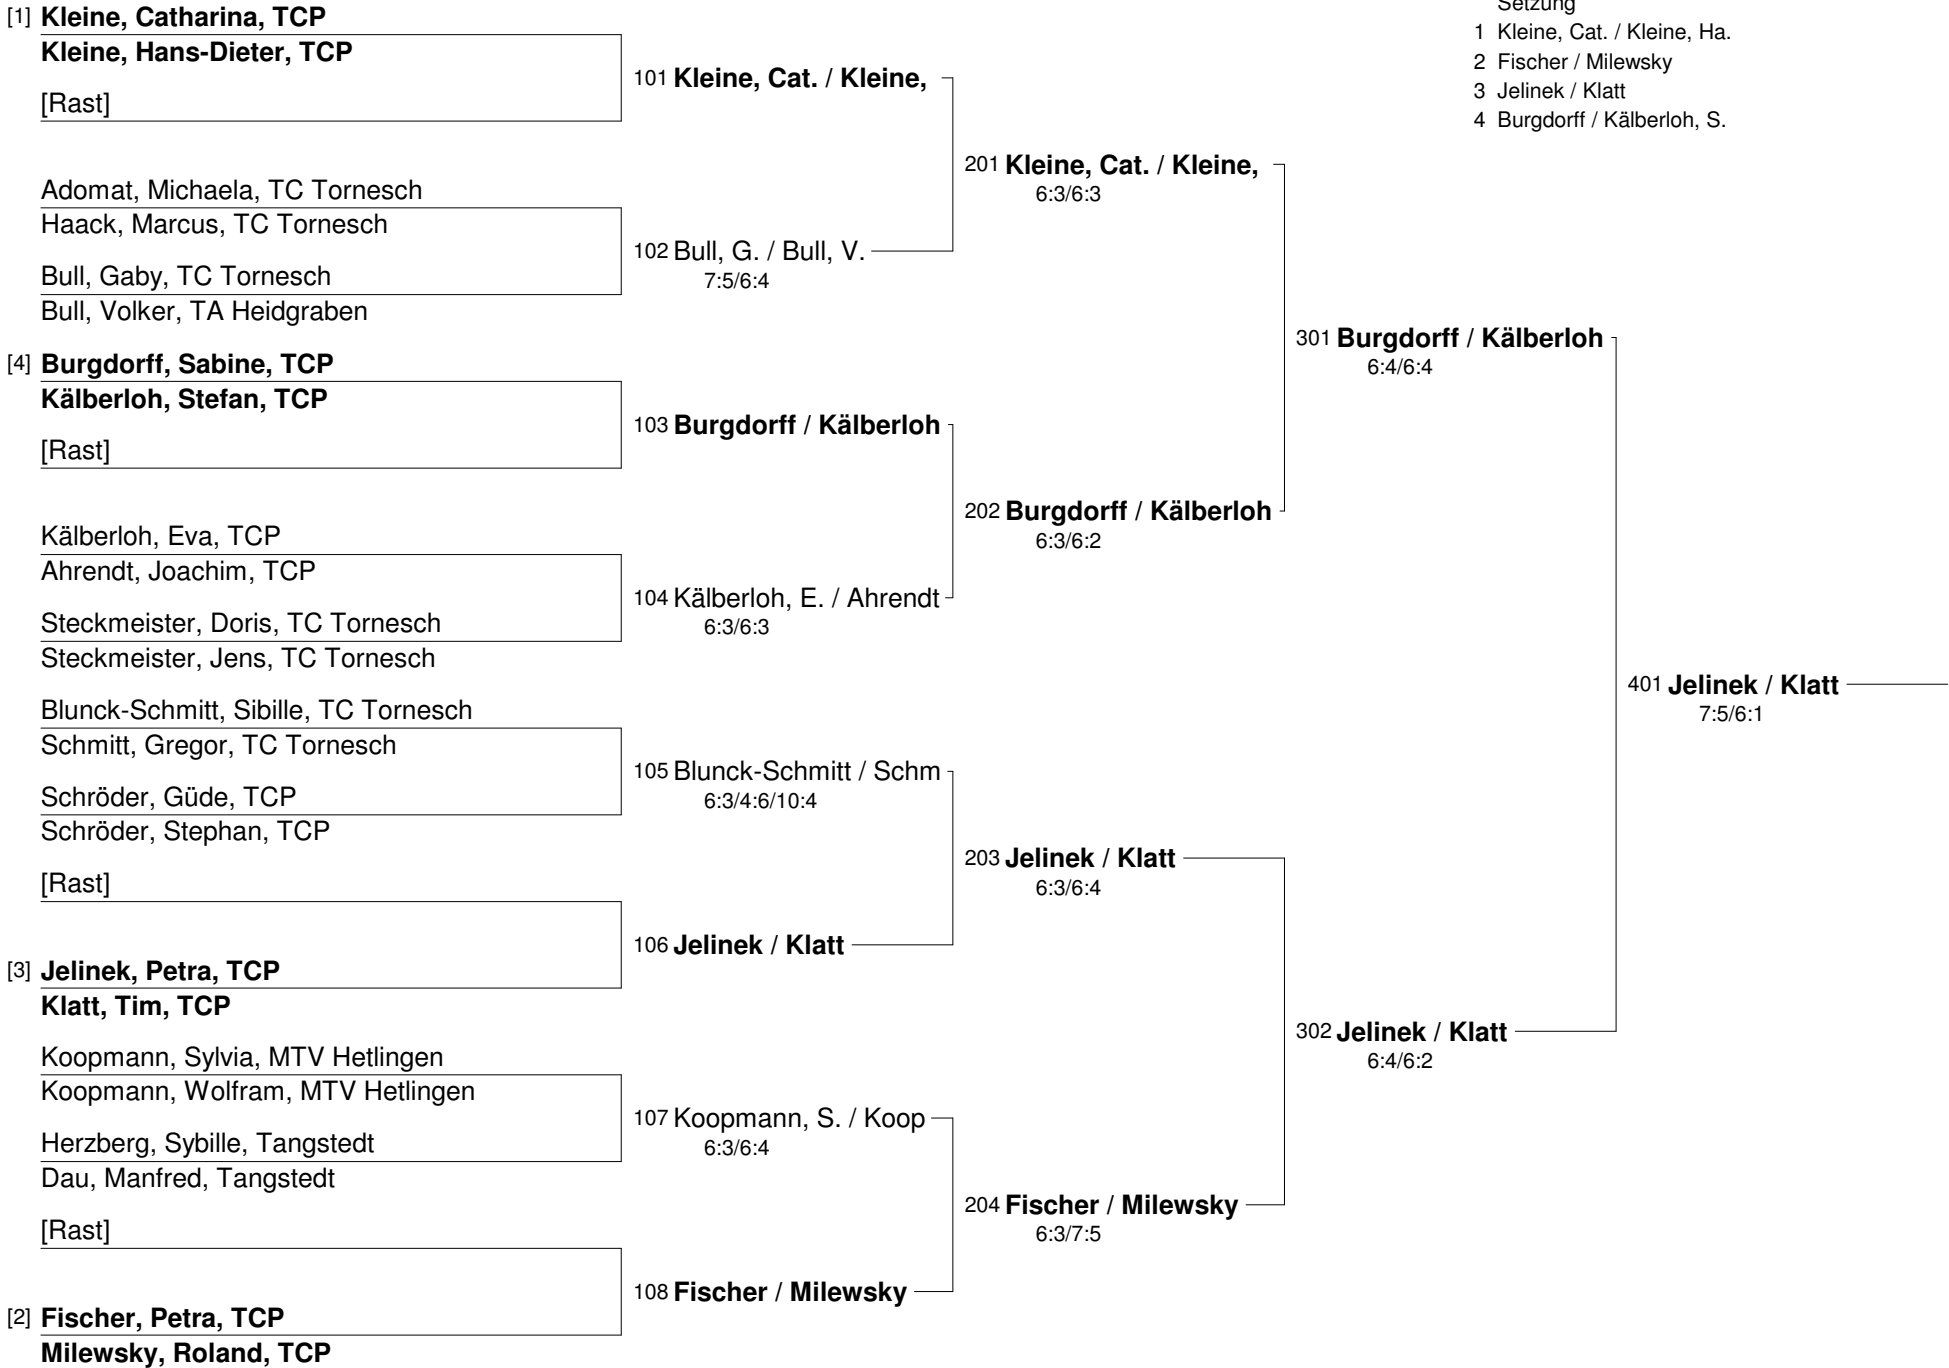 [1] Kleine, Catharina, TCP
Kleine, Hans-Dieter, TCP
[Rast]
Adomat, Michaela, TC Tornesch
Haack, Marcus, TC Tornesch
Bull, Gaby, TC Tornesch
Bull, Volker, TA Heidgraben
[4] Burgdorff, Sabine, TCP
Kälberloh, Stefan, TCP
[Rast]
Kälberloh, Eva, TCP
Ahrendt, Joachim, TCP
Steckmeister, Doris, TC Tornesch
Steckmeister, Jens, TC Tornesch
Blunck-Schmitt, Sibille, TC Tornesch
Schmitt, Gregor, TC Tornesch
Schröder, Güde, TCP
Schröder, Stephan, TCP
[Rast]
[3] Jelinek, Petra, TCP
Klatt, Tim, TCP
Koopmann, Sylvia, MTV Hetlingen
Koopmann, Wolfram, MTV Hetlingen
Herzberg, Sybille, Tangstedt
Dau, Manfred, Tangstedt
[Rast]
[2] Fischer, Petra, TCP
Milewsky, Roland, TCP
101 Kleine, Cat. / Kleine,
102 Bull, G. / Bull, V.
7:5/6:4
103 Burgdorff / Kälberloh
104 Kälberloh, E. / Ahrendt
6:3/6:3
105 Blunck-Schmitt / Schm
6:3/4:6/10:4
106 Jelinek / Klatt
107 Koopmann, S. / Koop
6:3/6:4
108 Fischer / Milewsky
201 Kleine, Cat. / Kleine,
6:3/6:3
202 Burgdorff / Kälberloh
6:3/6:2
203 Jelinek / Klatt
6:3/6:4
204 Fischer / Milewsky
6:3/7:5
301 Burgdorff / Kälberloh
6:4/6:4
302 Jelinek / Klatt
6:4/6:2
401 Jelinek / Klatt
7:5/6:1
Setzung
1 Kleine, Cat. / Kleine, Ha.
2 Fischer / Milewsky
3 Jelinek / Klatt
4 Burgdorff / Kälberloh, S.